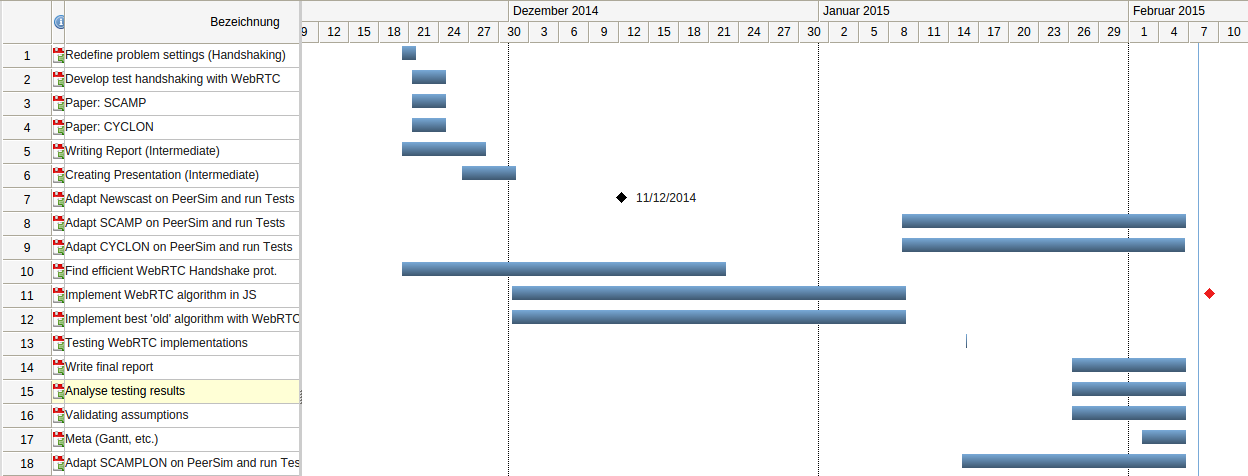 Bezeichnung
Dezember 2014 Januar 2015 Februar 2015
9 12 15 18 21 24 27 30 3 6 9 12 15 18 21 24 27 30 2 5 8 11 14 17 20 23 26 29 1 4 7 10
1 Redefine problem settings (Handshaking)
2 Develop test handshaking with WebRTC
3 Paper: SCAMP
4 Paper: CYCLON
5 Writing Report (Intermediate)
6 Creating Presentation (Intermediate)
7 Adapt Newscast on PeerSim and run Tests 11/12/2014
8 Adapt SCAMP on PeerSim and run Tests
9 Adapt CYCLON on PeerSim and run Tests
10 Find efficient WebRTC Handshake prot.
11 Implement WebRTC algorithm in JS
12 Implement best 'old' algorithm with WebRTC
13 Testing WebRTC implementations
14 Write final report
15 Analyse testing results
16 Validating assumptions
17 Meta (Gantt, etc.)
18 Adapt SCAMPLON on PeerSim and run Tes